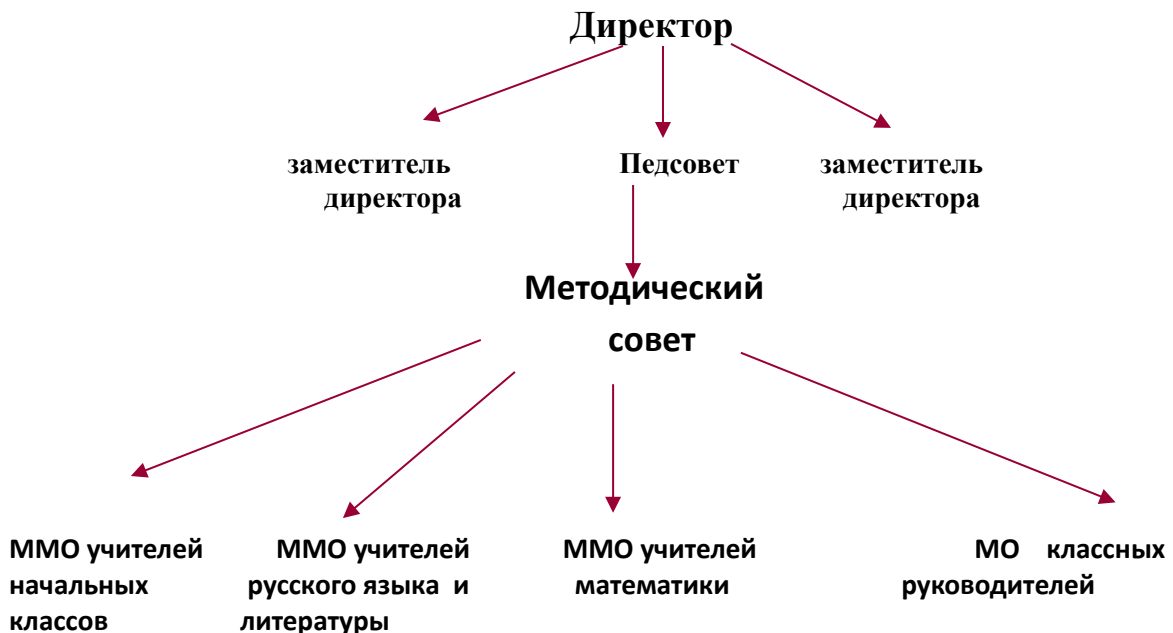 Директор
заместитель Педсовет заместитель
директора директора
Методический
совет
ММО учителей ММО учителей ММО учителей МО классных
начальных русского языка и математики руководителей
классов литературы